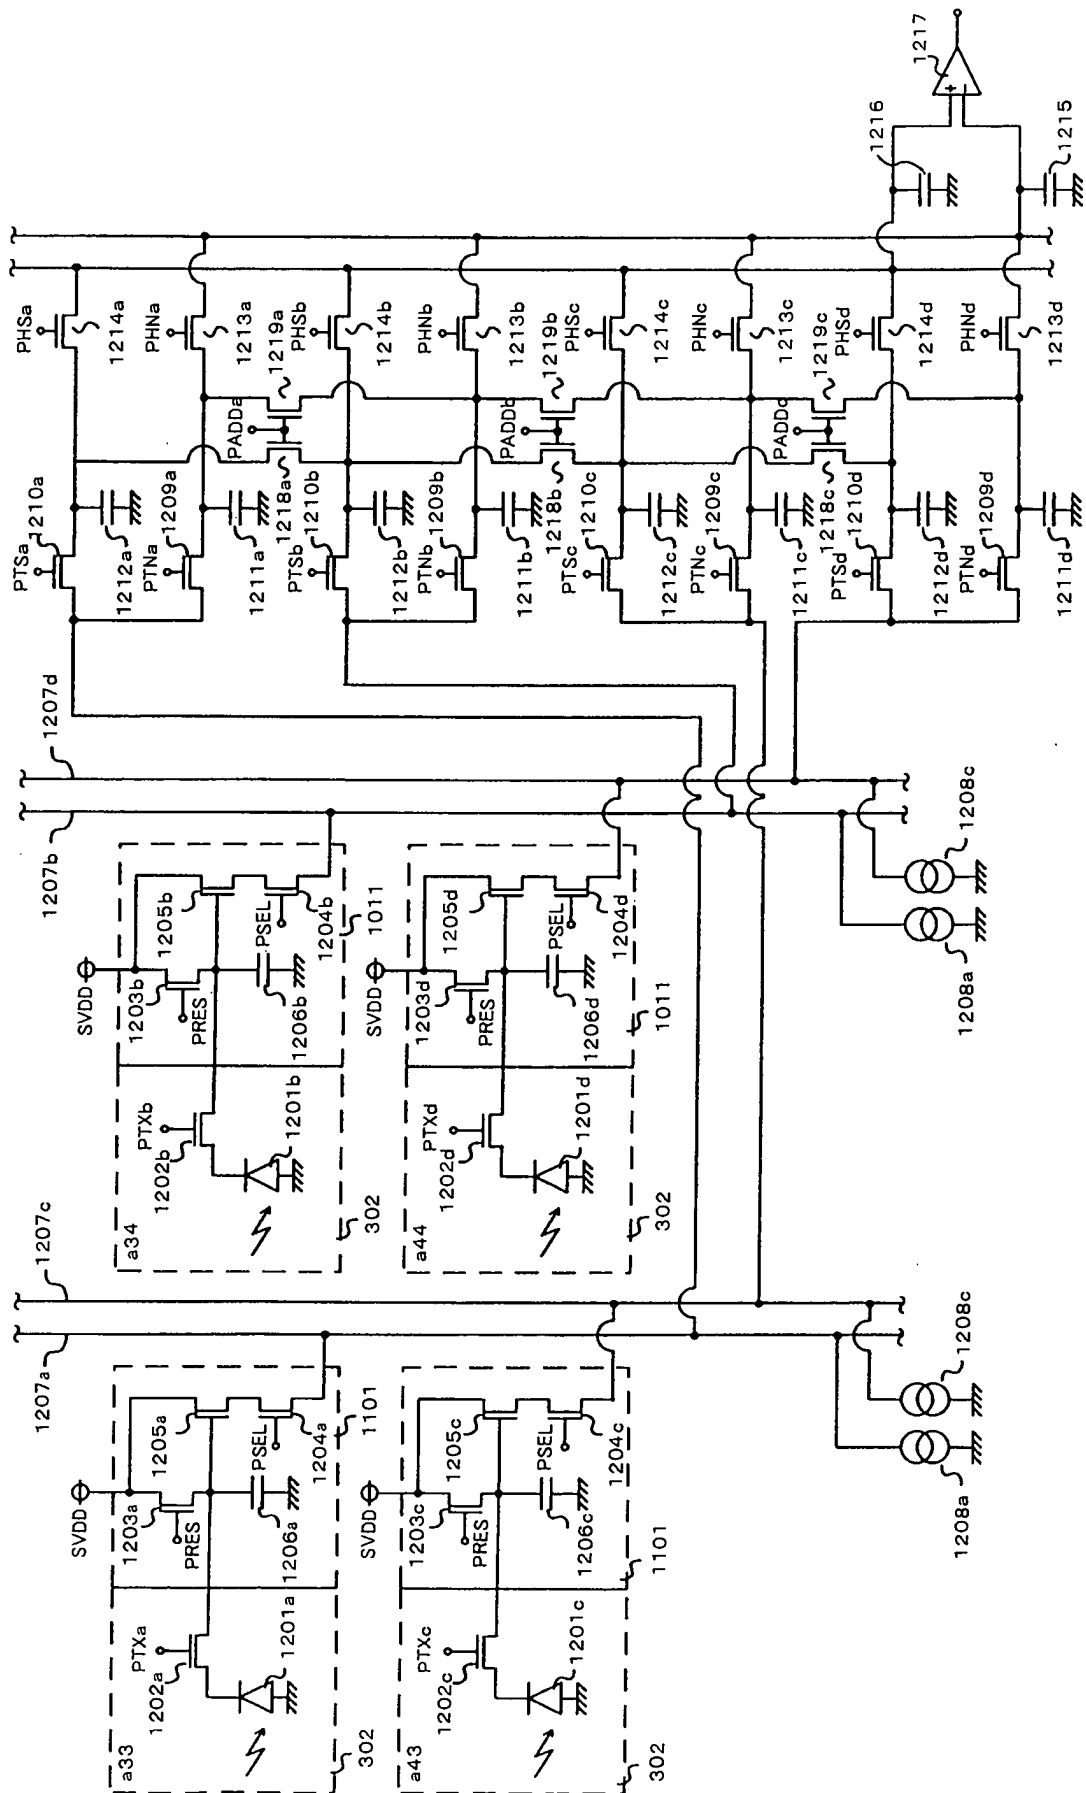 1217
1216
1215
PHSa
1214a
PHNa
1213a
1219a
PHSb
1214b
PHNb
1213b
1219b
PHSc
1214c
PHNc
1213c
1219c
PHSd
1214d
PHNd
1213d
PADDa
PADDb
PADDc
1218a
1218b
1218c
1210a
PTSa
1212a
1209a
PTNa
1211a
1210b
PTSb
1212b
1209b
PTNb
1211b
1210c
PTSc
1212c
1209c
PTNc
1211c
1210d
PTSd
1212d
1209d
PTNd
1211d
1207d
1207b
1208c
1208a
SVDD
1203b
1205b
PRES
1206b
PSEL
1204b
1011
PTXb
1202b
1201b
a34
302
SVDD
1203d
1205d
PRES
1206d
PSEL
1204d
1011
PTXd
1202d
1201d
a44
302
1207c
1207a
1208c
1208a
SVDD
1203a
1205a
PRES
1206a
PSEL
1204a
1101
PTXa
1202a
1201a
a33
302
SVDD
1203c
1205c
PRES
1206c
PSEL
1204c
1101
PTXc
1202c
1201c
a43
302